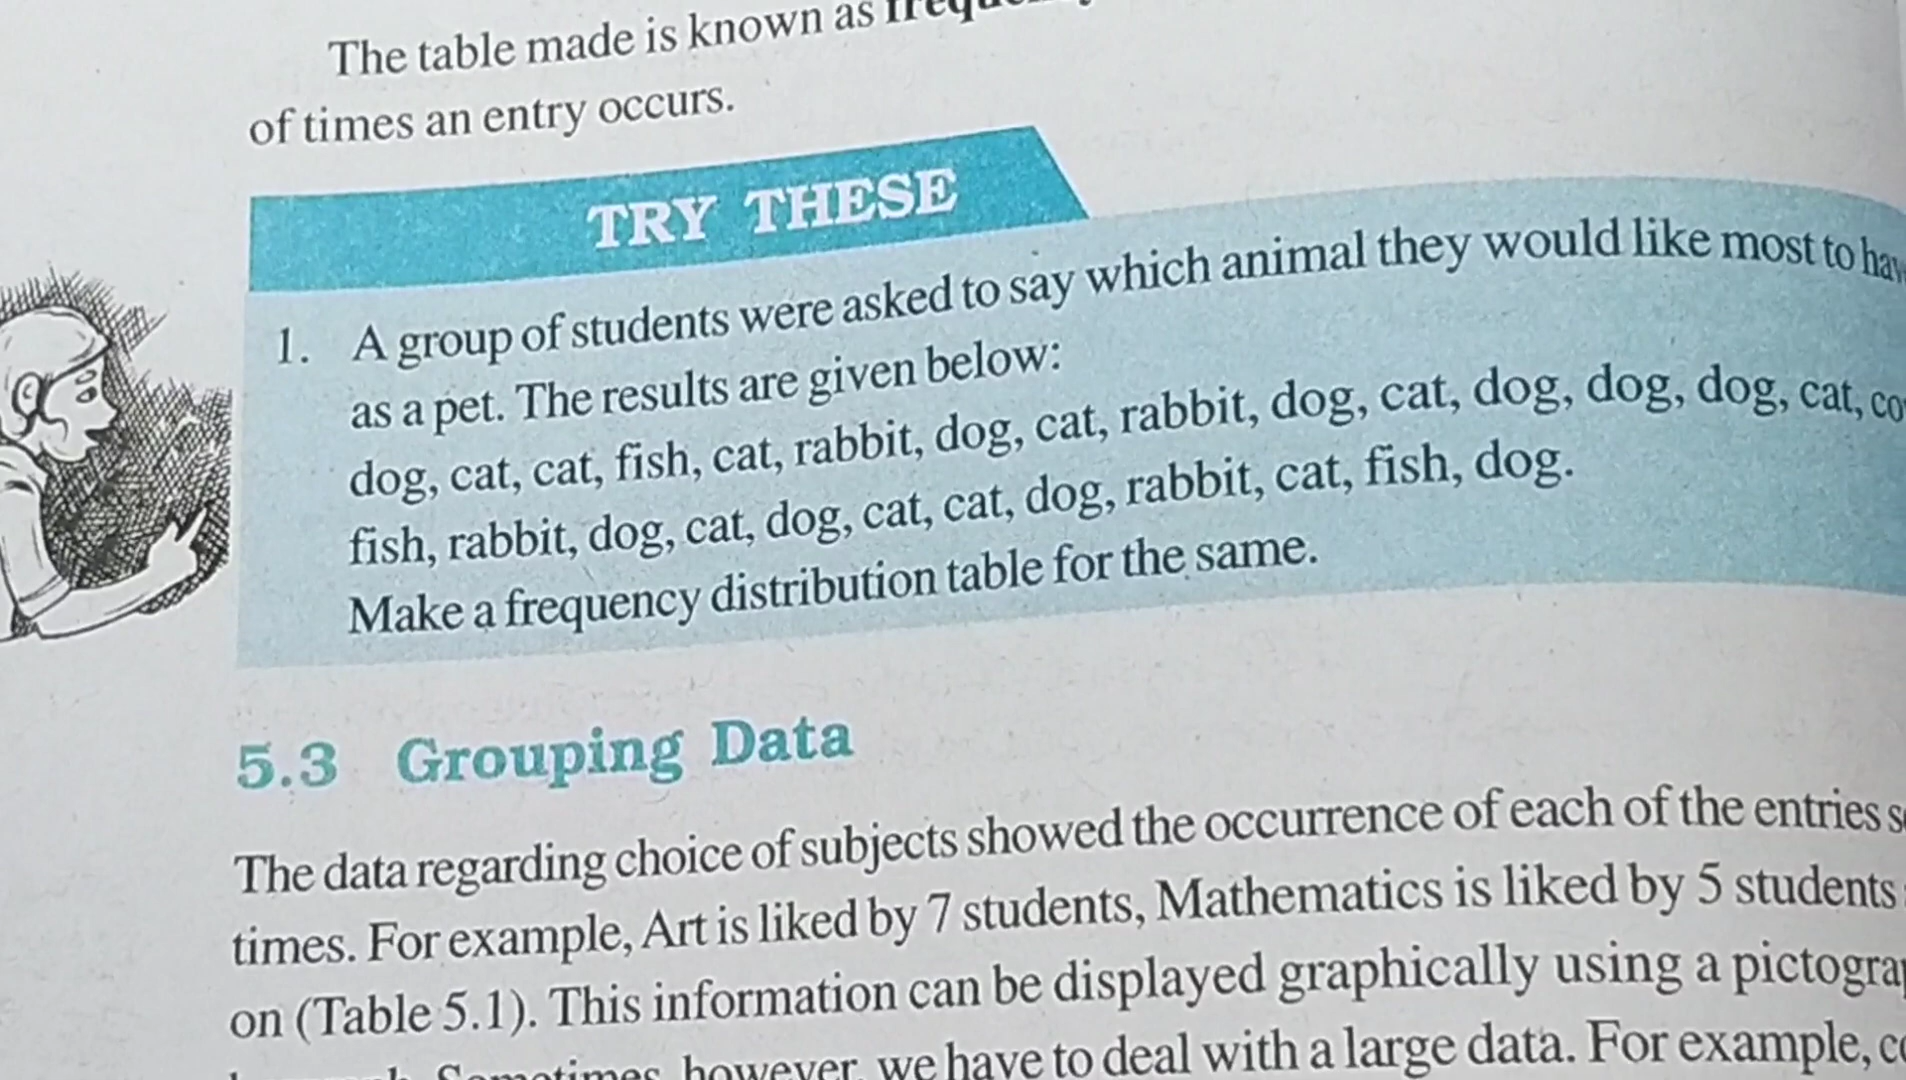 The table made is known as
of times an entry occurs.
TRY THESE
1. A group of students were asked to say which animal they would like most to
as a pet. The results are given below:
dog, cat, cat, fish, cat, rabbit, dog, cat, rabbit, dog, cat, dog, dog, dog, cat,
fish, rabbit, dog, cat, dog, cat, cat, dog, rabbit, cat, fish, dog.
Make a frequency distribution table for the same.
5.3 Grouping Data
The data regarding choice of subjects showed the occurrence of each of the entries
times. For example, Art is liked by 7 students, Mathematics is liked by 5 students
on (Table 5.1). This information can be displayed graphically using a
however, we have to deal with a large data. For example,